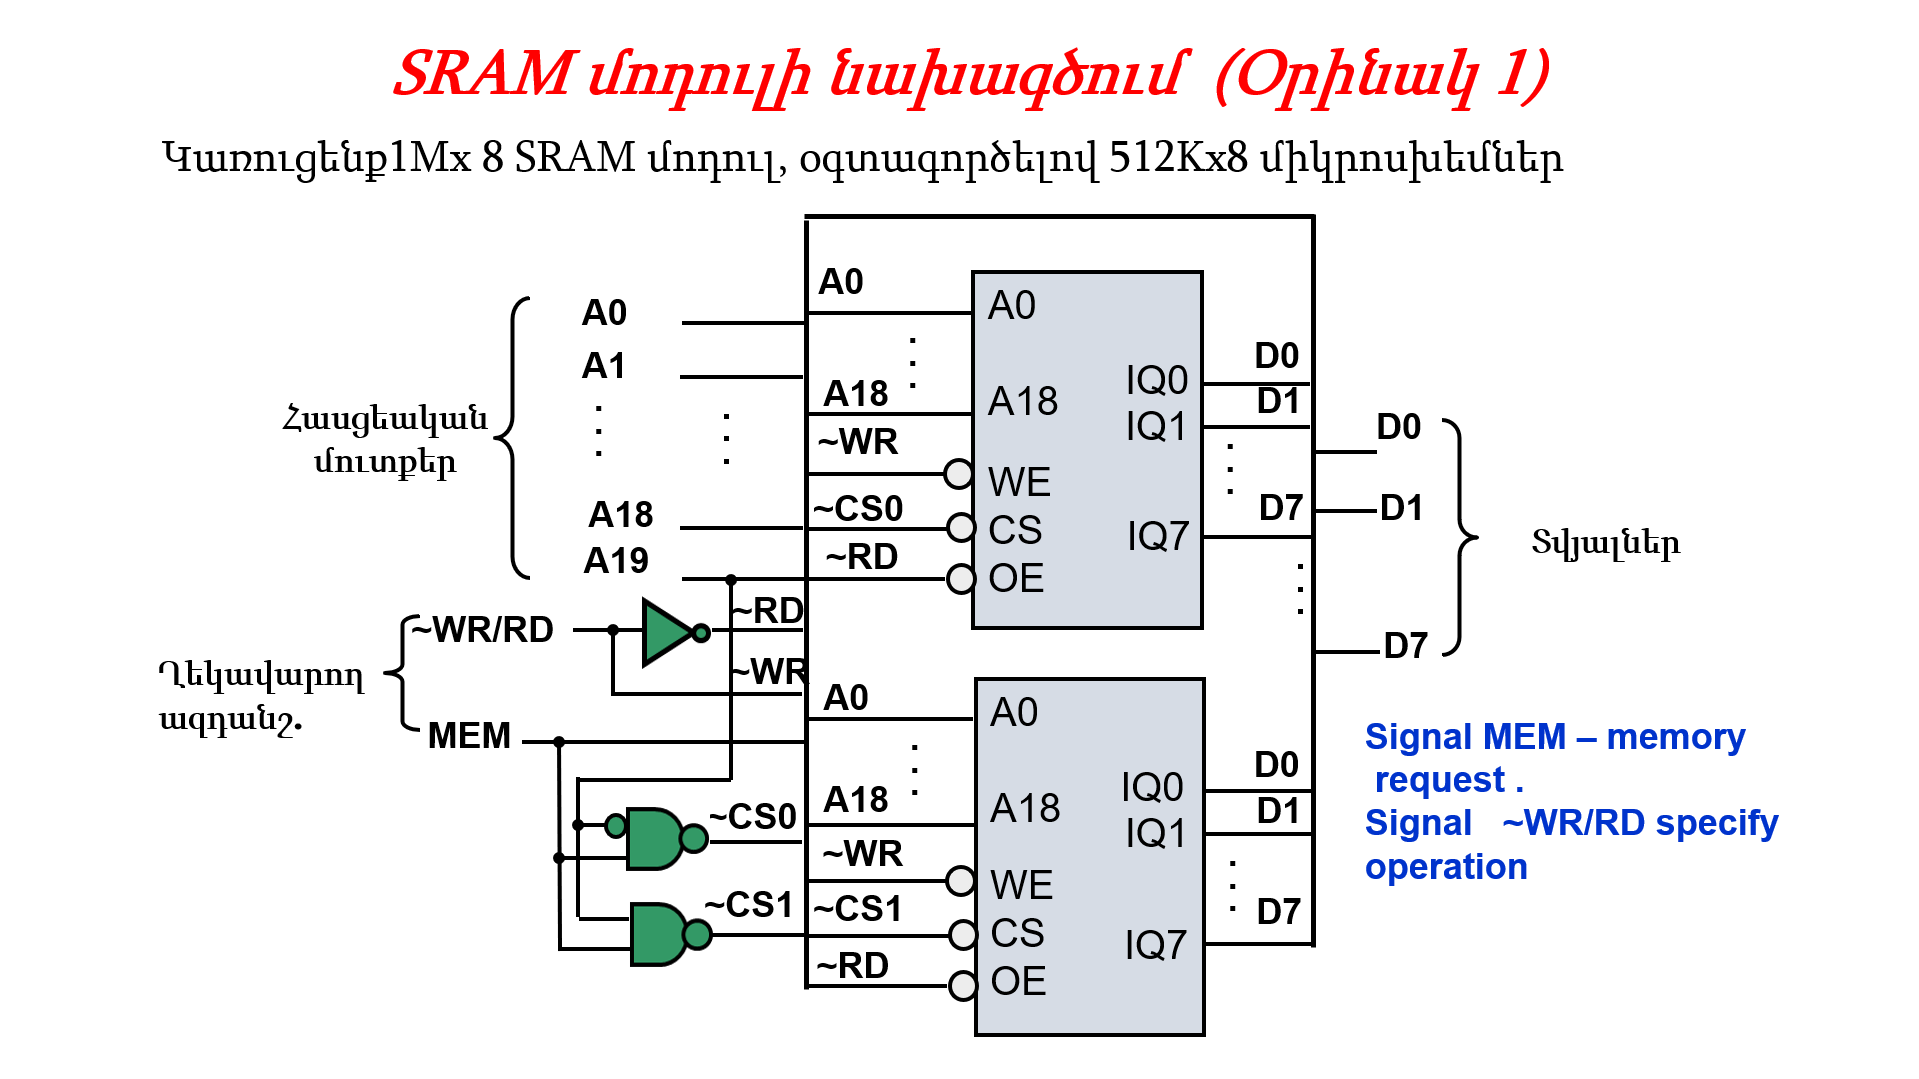 SRAM մոդուլի նախագծում (Օրինակ 1)
Կառուցենք1Mx 8 SRAM մոդուլ, օգտագործելով 512Kx8 միկրոսխեմներ
Հասցեական
մուտքեր
A0
A1
A18
A19
Ղեկավարող
ազդանշ.
~WR/RD
MEM
~RD
~WR
~CS0
~CS1
A0
A18
~WR
~CS0
~RD
A0
A18
WE
CS
OE
IQ0
IQ1
IQ7
D0
D1
D7
A0
A18
~WR
~CS1
~RD
A0
A18
WE
CS
OE
IQ0
IQ1
IQ7
D0
D1
D7
D0
D1
D7
Տվյալներ
Signal MEM – memory
request .
Signal ~WR/RD specify
operation